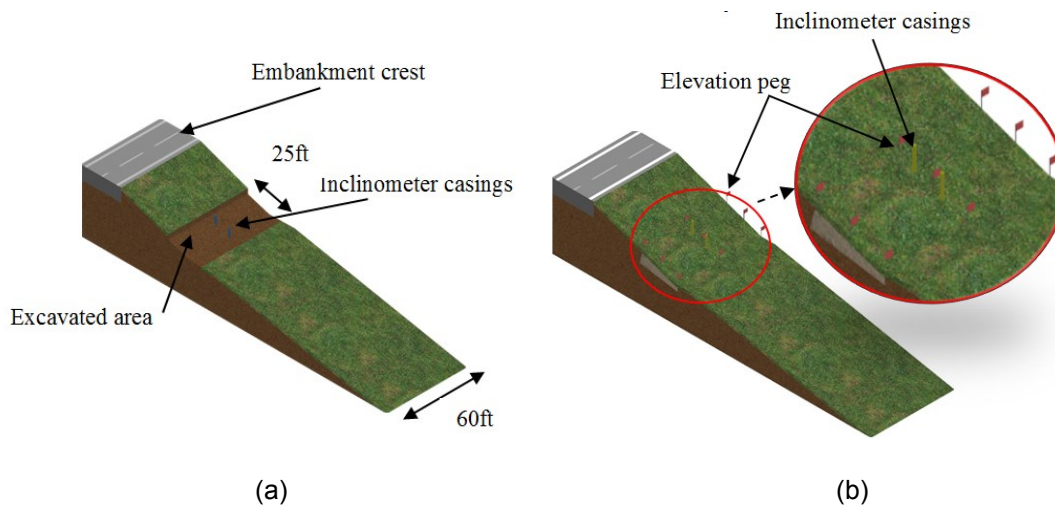 Embankment crest
25ft
Inclinometer casings
Excavated area
60ft
(a)
Inclinometer casings
Elevation peg
(b)